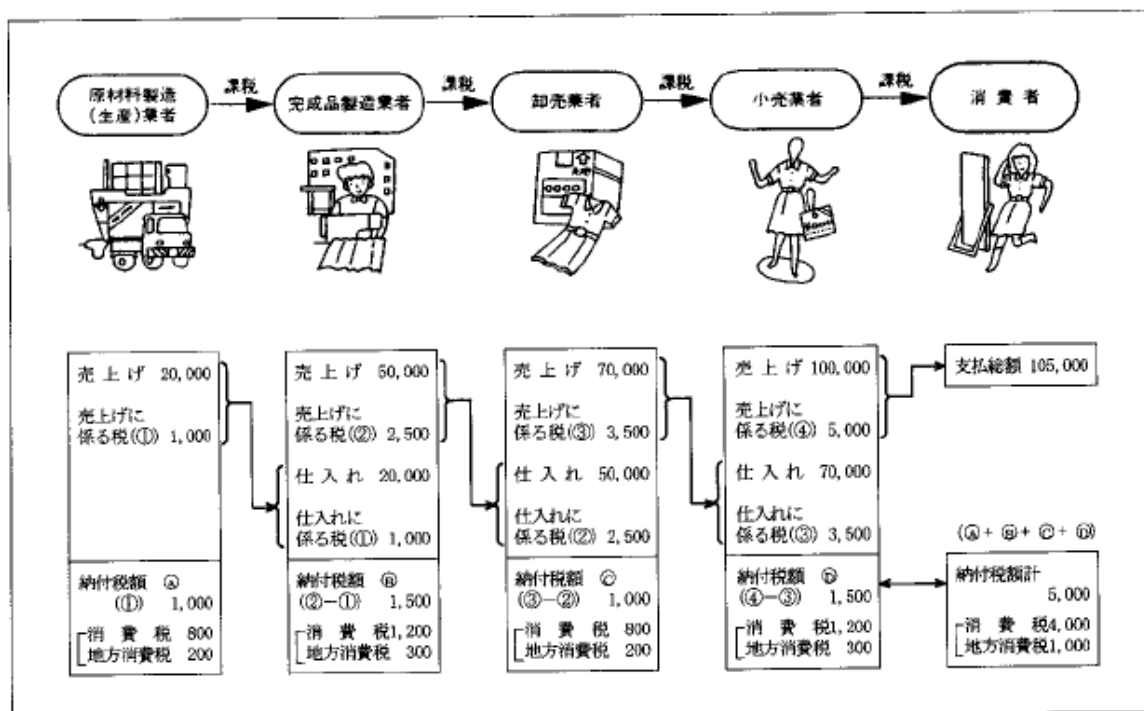 原材料製造
(生産)業者
課税
完成品製造業者
課税
卸売業者
課税
小売業者
課税
消費者
売上げ 20,000
売上げに
係る税(①) 1,000
納付税額 Ⓐ
(①) 1,000
消費税 800
地方消費税 200
売上げ 50,000
売上げに
係る税(②) 2,500
仕入れ 20,000
仕入れに
係る税(①) 1,000
納付税額 Ⓑ
(②-①) 1,500
消費税1,200
地方消費税 300
売上げ 70,000
売上げに
係る税(③) 3,500
仕入れ 50,000
仕入れに
係る税(②) 2,500
納付税額 Ⓒ
(③-②) 1,000
消費税 800
地方消費税 200
売上げ 100,000
売上げに
係る税(④) 5,000
仕入れ 70,000
仕入れに
係る税(③) 3,500
納付税額 Ⓓ
(④-③) 1,500
消費税1,200
地方消費税 300
支払総額 105,000
(Ⓐ+Ⓑ+Ⓒ+Ⓓ)
納付税額計
5,000
消費税4,000
地方消費税1,000